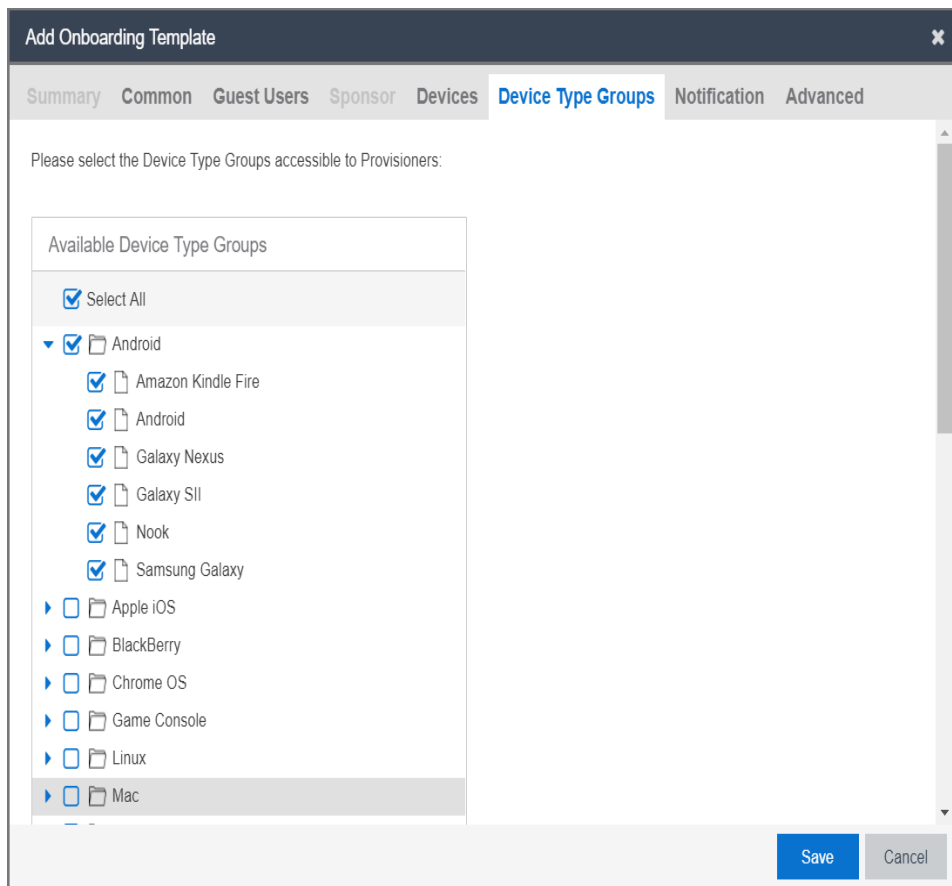 Add Onboarding Template
Summary Common Guest Users Sponsor Devices Device Type Groups Notification Advanced
Please select the Device Type Groups accessible to Provisioners:
Available Device Type Groups
Select All
Android
Amazon Kindle Fire
Android
Galaxy Nexus
Galaxy SII
Nook
Samsung Galaxy
Apple iOS
BlackBerry
Chrome OS
Game Console
Linux
Mac
Save Cancel